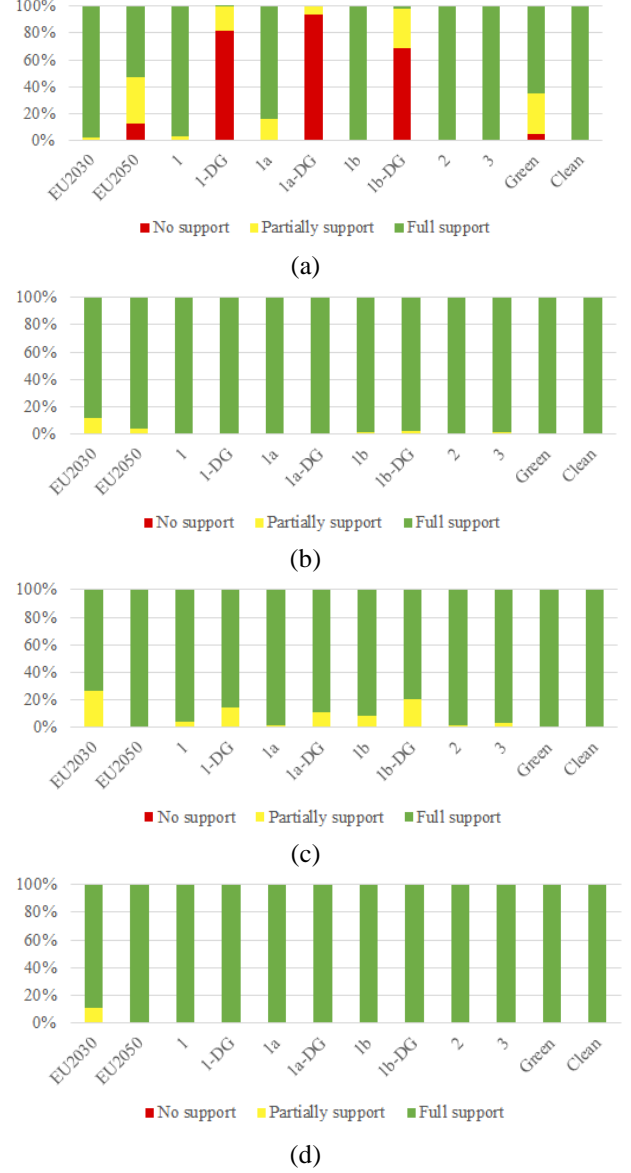 100%
80%
60%
40%
20%
0%
EU2030 EU2050 1 1-DG 1a 1a-DG 1b 1b-DG 2 3 Green Clean
No support Partially support Full support
(a)
100%
80%
60%
40%
20%
0%
EU2030 EU2050 1 1-DG 1a 1a-DG 1b 1b-DG 2 3 Green Clean
No support Partially support Full support
(b)
100%
80%
60%
40%
20%
0%
EU2030 EU2050 1 1-DG 1a 1a-DG 1b 1b-DG 2 3 Green Clean
No support Partially support Full support
(c)
100%
80%
60%
40%
20%
0%
EU2030 EU2050 1 1-DG 1a 1a-DG 1b 1b-DG 2 3 Green Clean
No support Partially support Full support
(d)